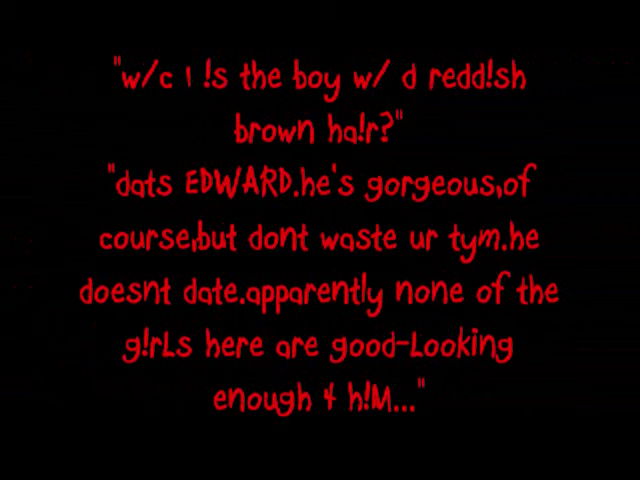 "w/c 1 !s the boy w/ d redd!sh
brown ha!r?"
"dats EDWARD.he's gorgeous,of
course,but dont waste ur tym.he
doesnt date.apparently none of the
g!rLs here are good-Looking
enough 4 h!M..."